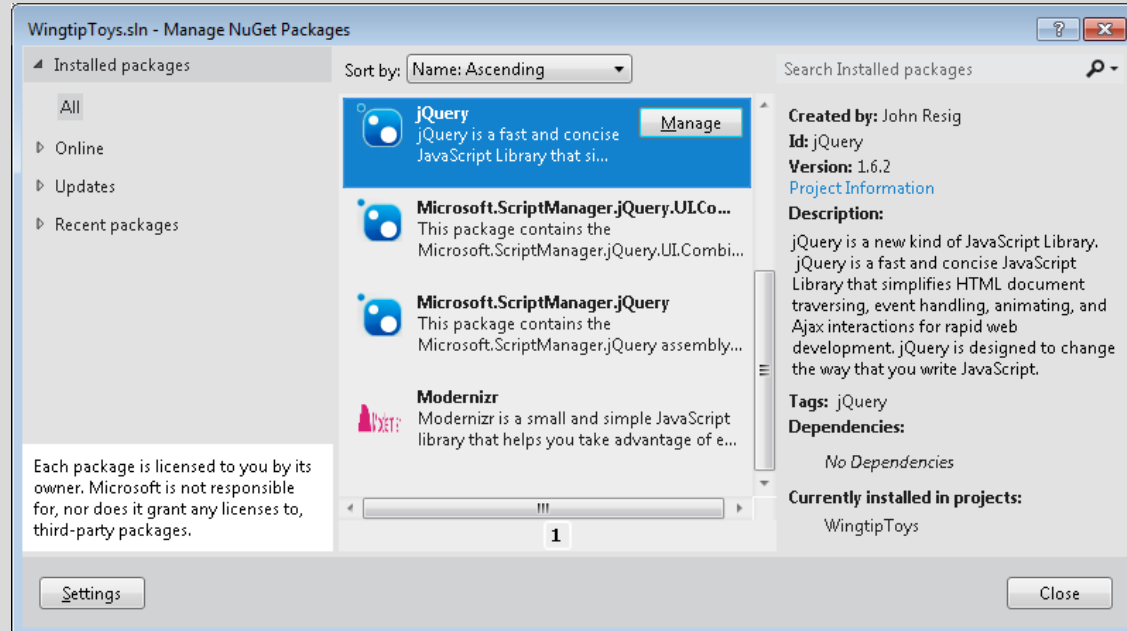 WingtipToys.sln - Manage NuGet Packages
Installed packages
All
Online
Updates
Recent packages
Each package is licensed to you by its
owner. Microsoft is not responsible
for, nor does it grant any licenses to,
third-party packages.
Settings
Sort by: Name: Ascending
jQuery
jQuery is a fast and concise
JavaScript Library that si...
Manage
Microsoft.ScriptManager.jQuery.UI.Co...
This package contains the
Microsoft.ScriptManager.jQuery.UI.Combi...
Microsoft.ScriptManager.jQuery
This package contains the
Microsoft.ScriptManager.jQuery assembly...
Modernizr
Modernizr is a small and simple JavaScript
library that helps you take advantage of e...
1
Search Installed packages
Created by: John Resig
Id: jQuery
Version: 1.6.2
Project Information
Description:
jQuery is a new kind of JavaScript Library.
jQuery is a fast and concise JavaScript
Library that simplifies HTML document
traversing, event handling, animating, and
Ajax interactions for rapid web
development. jQuery is designed to change
the way that you write JavaScript.
Tags: jQuery
Dependencies:
No Dependencies
Currently installed in projects:
WingtipToys
Close